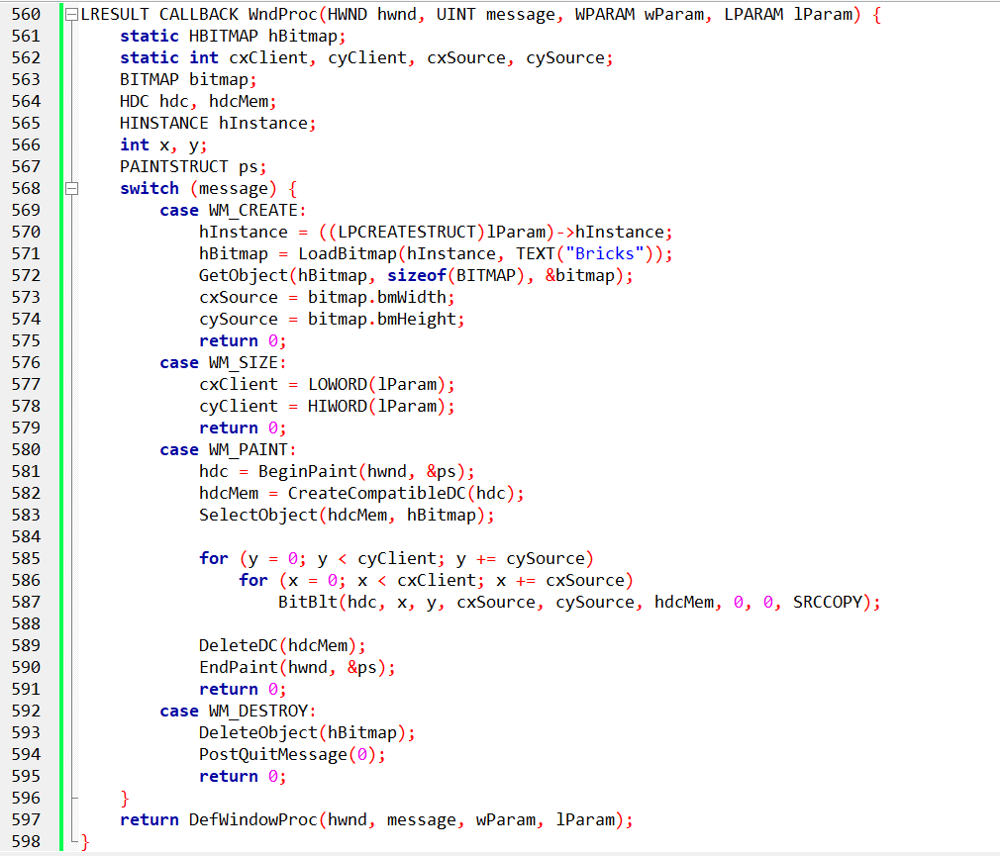 560 LRESULT CALLBACK WndProc(HWND hwnd, UINT message, WPARAM wParam, LPARAM lParam) {
561     static HBITMAP hBitmap;
562     static int cxClient, cyClient, cxSource, cySource;
563     BITMAP bitmap;
564     HDC hdc, hdcMem;
565     HINSTANCE hInstance;
566     int x, y;
567     PAINTSTRUCT ps;
568     switch (message) {
569         case WM_CREATE:
570             hInstance = ((LPCREATESTRUCT)lParam)->hInstance;
571             hBitmap = LoadBitmap(hInstance, TEXT("Bricks"));
572             GetObject(hBitmap, sizeof(BITMAP), &bitmap);
573             cxSource = bitmap.bmWidth;
574             cySource = bitmap.bmHeight;
575             return 0;
576         case WM_SIZE:
577             cxClient = LOWORD(lParam);
578             cyClient = HIWORD(lParam);
579             return 0;
580         case WM_PAINT:
581             hdc = BeginPaint(hwnd, &ps);
582             hdcMem = CreateCompatibleDC(hdc);
583             SelectObject(hdcMem, hBitmap);
584
585             for (y = 0; y < cyClient; y += cySource)
586                 for (x = 0; x < cxClient; x += cxSource)
587                     BitBlt(hdc, x, y, cxSource, cySource, hdcMem, 0, 0, SRCCOPY);
588
589             DeleteDC(hdcMem);
590             EndPaint(hwnd, &ps);
591             return 0;
592         case WM_DESTROY:
593             DeleteObject(hBitmap);
594             PostQuitMessage(0);
595             return 0;
596     }
597     return DefWindowProc(hwnd, message, wParam, lParam);
598 }